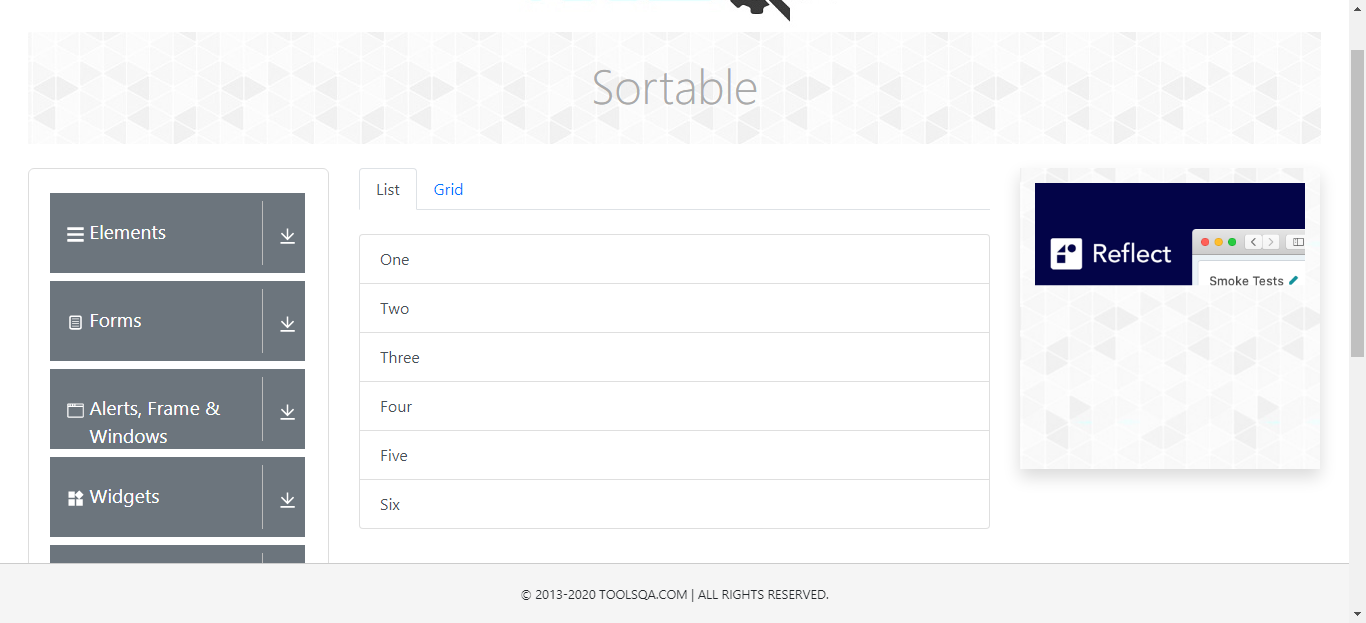 Sortable
Elements
Forms
Alerts, Frame &
Windows
Widgets
List
Grid
One
Two
Three
Four
Five
Six
Reflect
Smoke Tests
© 2013-2020 TOOLSQA.COM | ALL RIGHTS RESERVED.